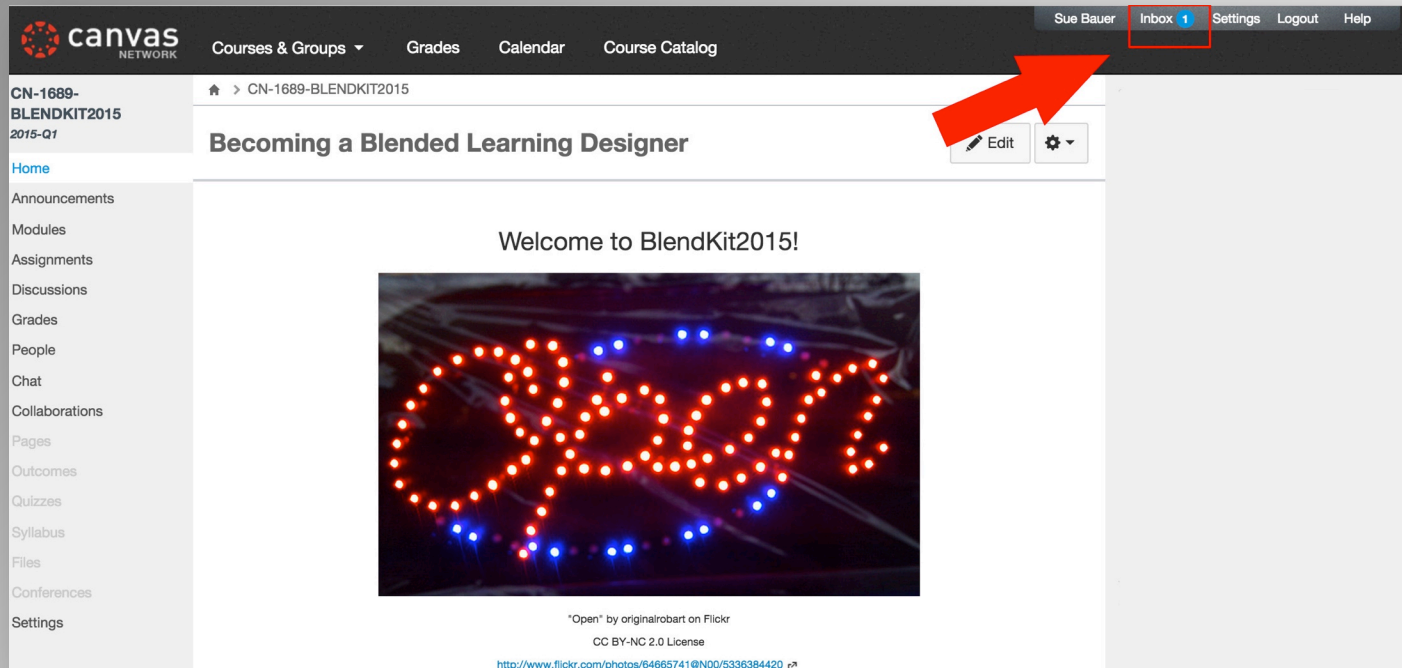 Sue Bauer Inbox 1 Settings Logout Help
canvas
NETWORK
Courses & Groups Grades Calendar Course Catalog
CN-1689-
BLENDKIT2015
2015-Q1
Home
Announcements
Modules
Assignments
Discussions
Grades
People
Chat
Collaborations
Pages
Outcomes
Quizzes
Syllabus
Files
Conferences
Settings
> CN-1689-BLENDKIT2015
Becoming a Blended Learning Designer
Edit
Welcome to BlendKit2015!
Open
"Open" by originalrobart on Flickr
CC BY-NC 2.0 License
http://www.flickr.com/photos/64665741@N00/5336384420